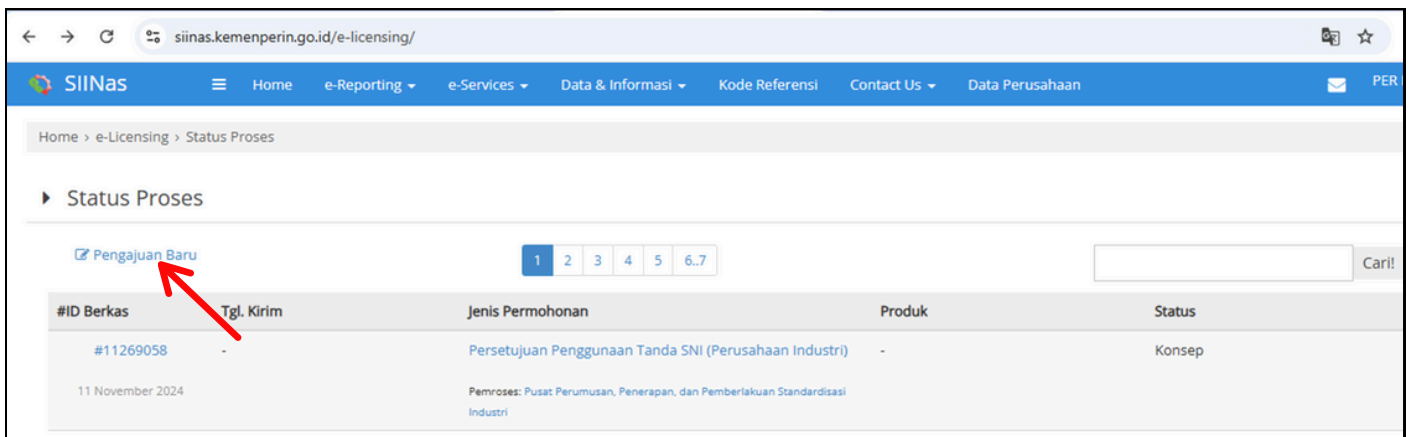 siinas.kemenperin.go.id/e-licensing/
SIINas Home e-Reporting e-Services Data & Informasi Kode Referensi Contact Us Data Perusahaan PER
Home › e-Licensing › Status Proses
Status Proses
Pengajuan Baru 1 2 3 4 5 6..7 Cari!
#ID Berkas Tgl. Kirim Jenis Permohonan Produk Status
#11269058 - Persetujuan Penggunaan Tanda SNI (Perusahaan Industri) - Konsep
11 November 2024 Pemroses: Pusat Perumusan, Penerapan, dan Pemberlakuan Standardisasi
Industri